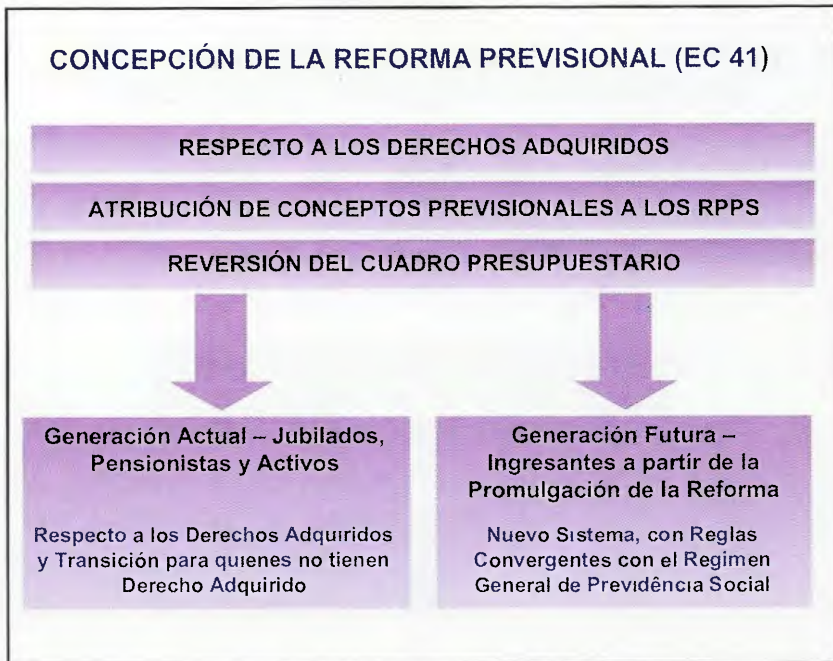 CONCEPCIÓN DE LA REFORMA PREVISIONAL (EC 41)
RESPECTO A LOS DERECHOS ADQUIRIDOS
ATRIBUCIÓN DE CONCEPTOS PREVISIONALES A LOS RPPS
REVERSIÓN DEL CUADRO PRESUPUESTARIO
Generación Actual – Jubilados,
Pensionistas y Activos
Respecto a los Derechos Adquiridos
y Transición para quienes no tienen
Derecho Adquirido
Generación Futura –
Ingresantes a partír de la
Promulgación de la Reforma
Nuevo Sistema, con Reglas
Convergentes con el Regimen
General de Previdência Social